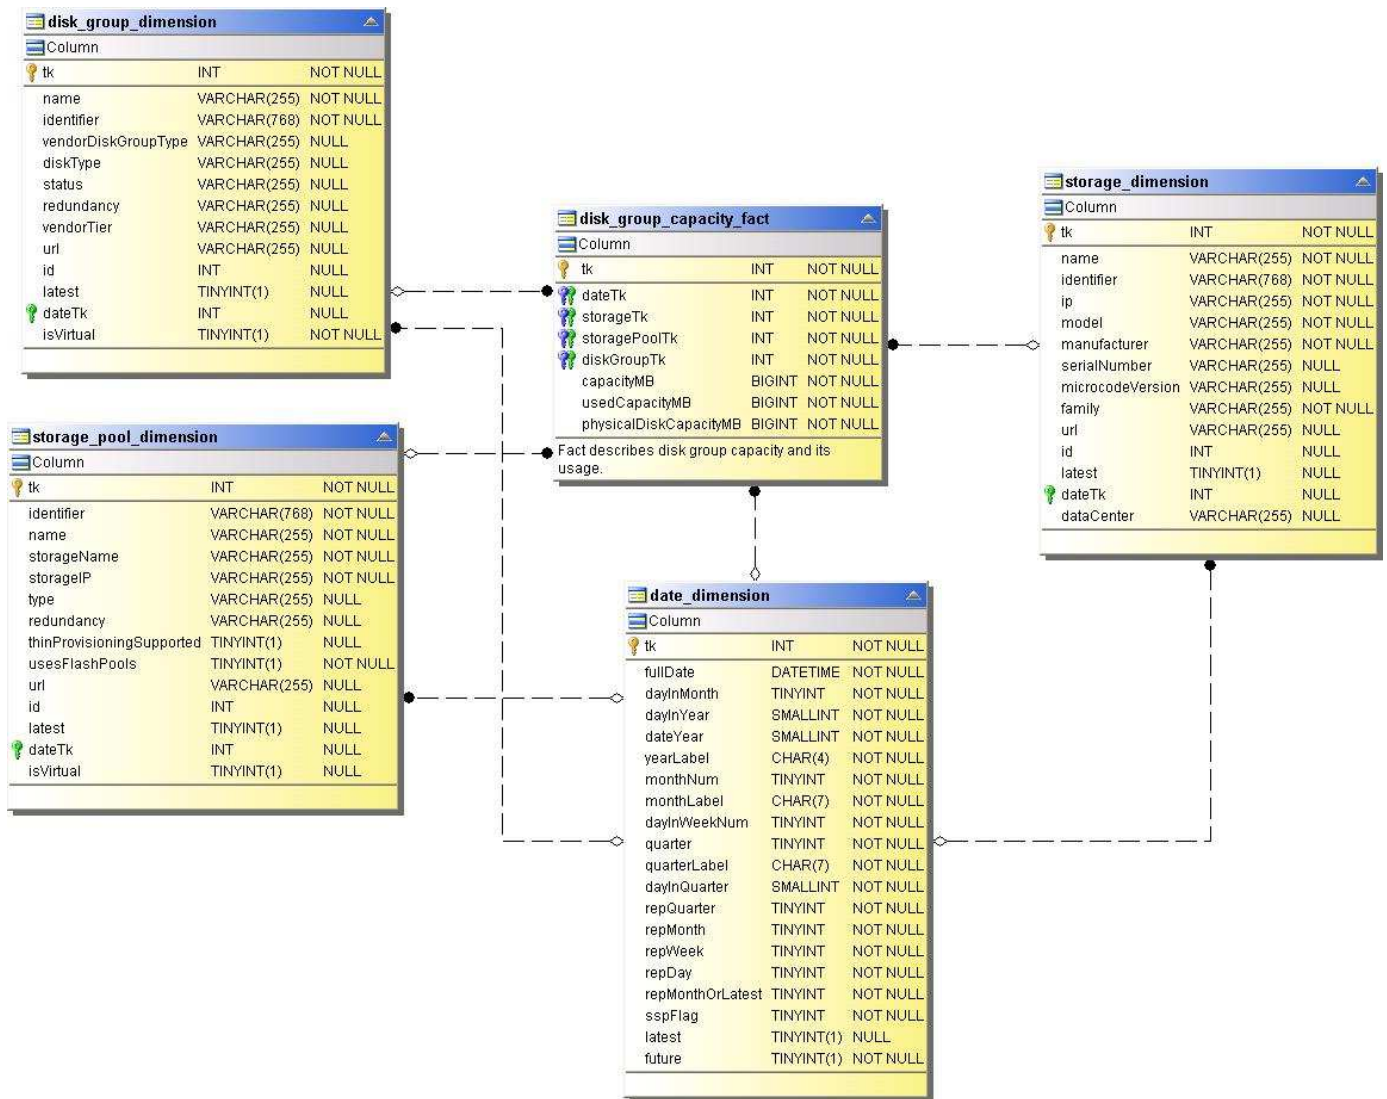 disk_group_dimension
Column
tk INT NOT NULL
name VARCHAR(255) NOT NULL
identifier VARCHAR(768) NOT NULL
vendorDiskGroupType VARCHAR(255) NULL
diskType VARCHAR(255) NULL
status VARCHAR(255) NULL
redundancy VARCHAR(255) NULL
vendorTier VARCHAR(255) NULL
url VARCHAR(255) NULL
id INT NULL
latest TINYINT(1) NULL
dateTk INT NULL
isVirtual TINYINT(1) NOT NULL
storage_pool_dimension
Column
tk INT NOT NULL
identifier VARCHAR(768) NOT NULL
name VARCHAR(255) NOT NULL
storageName VARCHAR(255) NOT NULL
storageIP VARCHAR(255) NOT NULL
type VARCHAR(255) NULL
redundancy VARCHAR(255) NULL
thinProvisioningSupported TINYINT(1) NULL
usesFlashPools TINYINT(1) NOT NULL
url VARCHAR(255) NULL
id INT NULL
latest TINYINT(1) NULL
dateTk INT NULL
isVirtual TINYINT(1) NULL
disk_group_capacity_fact
Column
tk INT NOT NULL
dateTk INT NOT NULL
storageTk INT NOT NULL
storagePoolTk INT NOT NULL
diskGroupTk INT NOT NULL
capacityMB BIGINT NOT NULL
usedCapacityMB BIGINT NOT NULL
physicalDiskCapacityMB BIGINT NOT NULL
Fact describes disk group capacity and its
usage.
date_dimension
Column
tk INT NOT NULL
fullDate DATETIME NOT NULL
dayInMonth TINYINT NOT NULL
dayInYear SMALLINT NOT NULL
dateYear SMALLINT NOT NULL
yearLabel CHAR(4) NOT NULL
monthNum TINYINT NOT NULL
monthLabel CHAR(7) NOT NULL
dayInWeekNum TINYINT NOT NULL
quarter TINYINT NOT NULL
quarterLabel CHAR(7) NOT NULL
dayInQuarter SMALLINT NOT NULL
repQuarter TINYINT NOT NULL
repMonth TINYINT NOT NULL
repWeek TINYINT NOT NULL
repDay TINYINT NOT NULL
repMonthOrLatest TINYINT NOT NULL
sspFlag TINYINT NOT NULL
latest TINYINT(1) NULL
future TINYINT(1) NOT NULL
storage_dimension
Column
tk INT NOT NULL
name VARCHAR(255) NOT NULL
identifier VARCHAR(768) NOT NULL
ip VARCHAR(255) NOT NULL
model VARCHAR(255) NOT NULL
manufacturer VARCHAR(255) NOT NULL
serialNumber VARCHAR(255) NULL
microcodeVersion VARCHAR(255) NULL
family VARCHAR(255) NOT NULL
url VARCHAR(255) NULL
id INT NULL
latest TINYINT(1) NULL
dateTk INT NULL
dataCenter VARCHAR(255) NULL